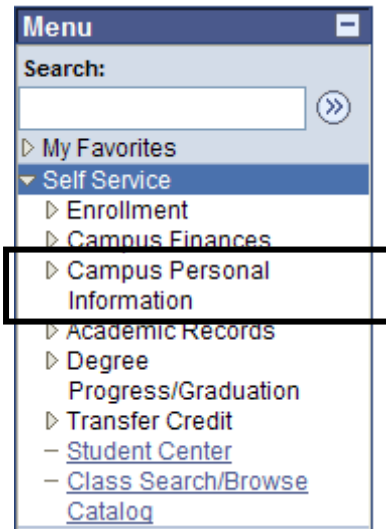 Menu
Search:
My Favorites
Self Service
Enrollment
Campus Finances
Campus Personal
Information
Academic Records
Degree
Progress/Graduation
Transfer Credit
Student Center
Class Search/Browse
Catalog